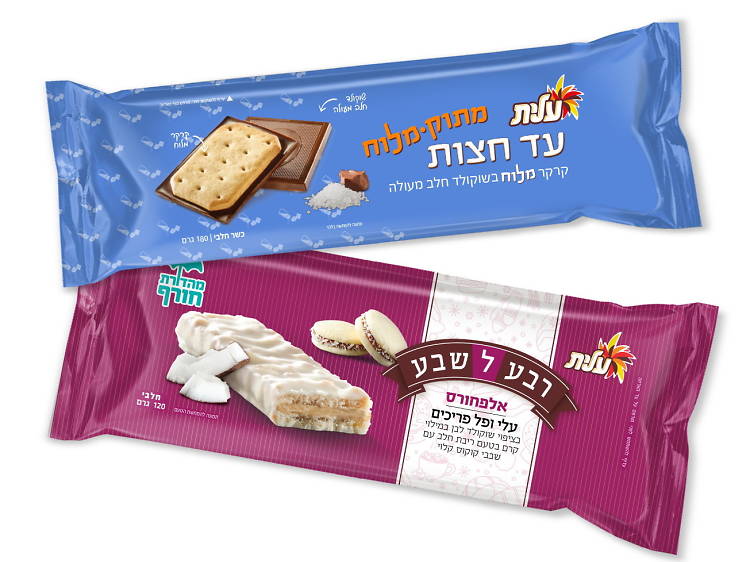 עלית
מתוק-מלוח
עד חצות
קרקר מלוח בשוקולד חלב מעולה
שוקולד
חלב מעולה
קרקר
מלוח
כשר חלבי | 180 גרם
עלית
רבע ל שבע
אלפחורס
עלי ופל פריכים
בציפוי שוקולד לבן במילוי
קרם בטעם ריבת חלב עם
שבבי קוקוס קלוי
מהדורת
חורף
חלבי
120 גרם